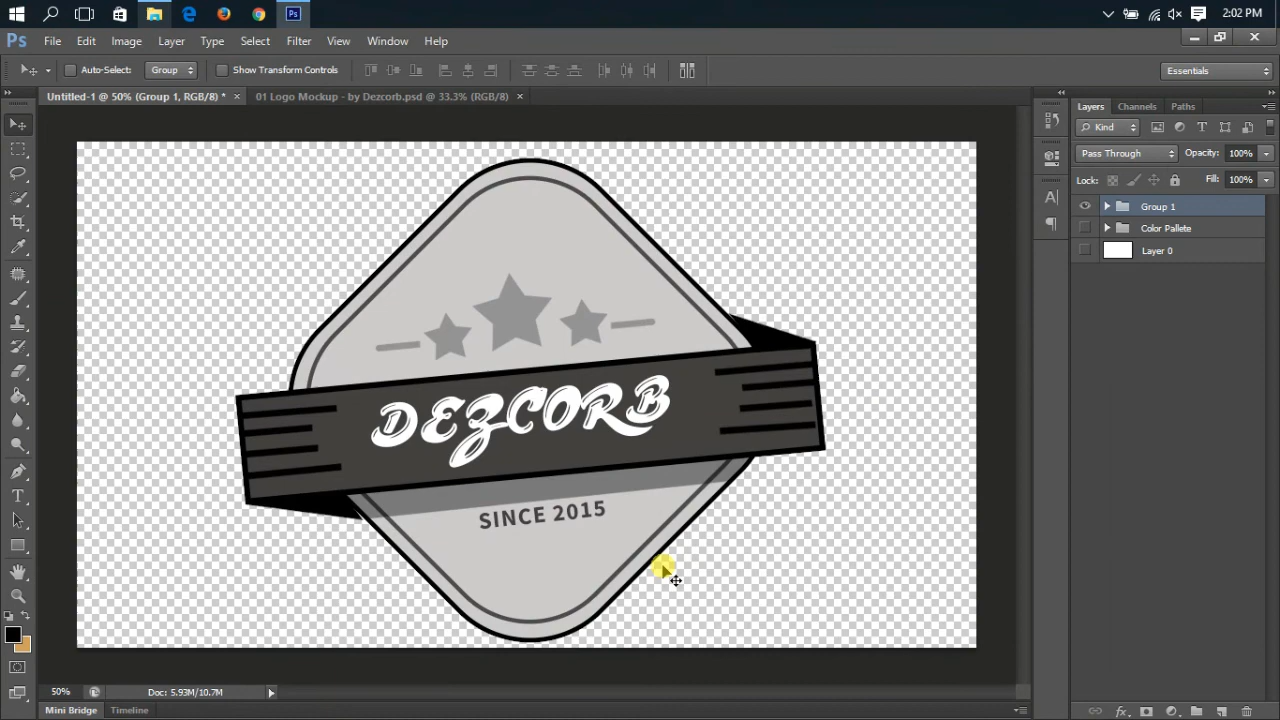 2:02 PM
Ps
File Edit Image Layer Type Select Filter View Window Help
Auto-Select: Group Show Transform Controls Essentials
Untitled-1 @ 50% (Group 1, RGB/8) * × 01 Logo Mockup - by Dezcorb.psd @ 33.3% (RGB/8) ×
Layers Channels Paths
Kind
Pass Through Opacity: 100%
Lock: Fill: 100%
Group 1
Color Pallete
Layer 0
DEZCORB
SINCE 2015
50% Doc: 5.93M/10.7M
Mini Bridge Timeline